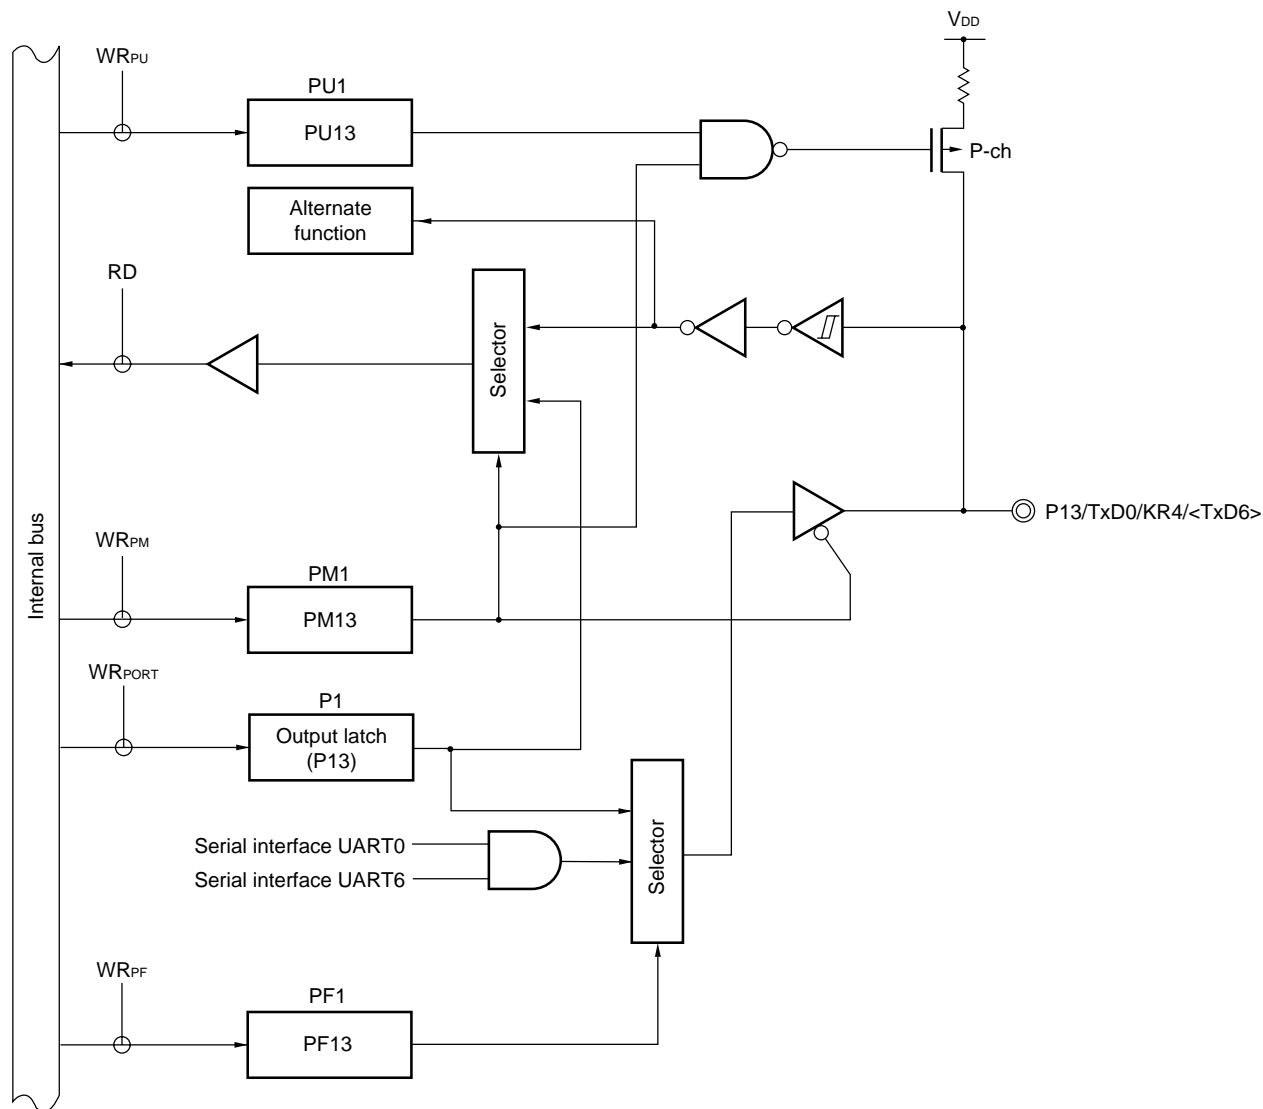 VDD
WRPU
PU1
PU13
P-ch
Alternate
function
RD
Selector
Internal bus
P13/TxD0/KR4/<TxD6>
WRPM
PM1
PM13
WRPORT
P1
Output latch
(P13)
Selector
Serial interface UART0
Serial interface UART6
WRPF
PF1
PF13